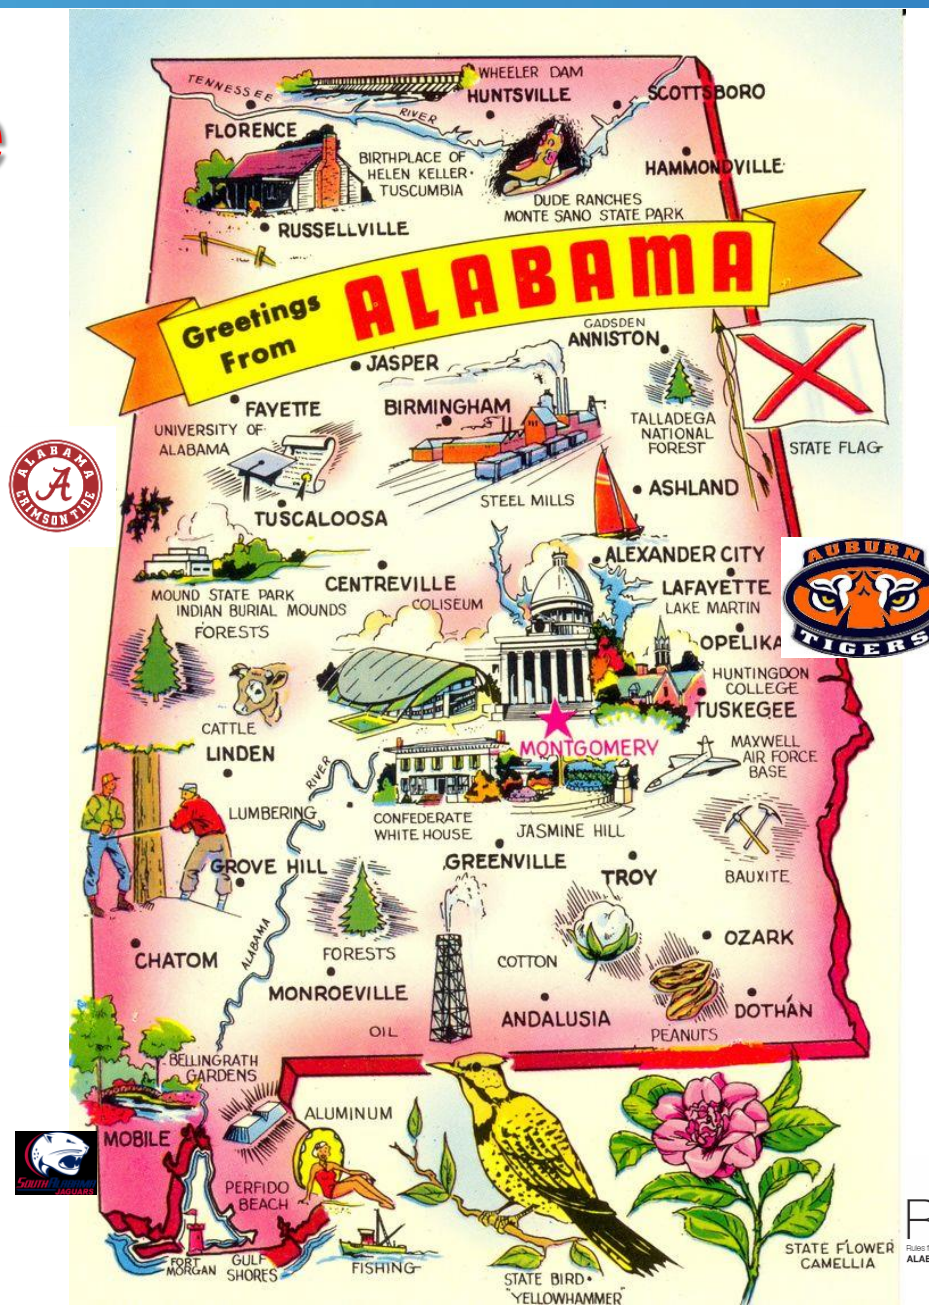 TENNESSEE
RIVER
WHEELER DAM
HUNTSVILLE
SCOTTSBORO
FLORENCE
BIRTHPLACE OF
HELEN KELLER·
TUSCUMBIA
HAMMONDVILLE·
DUDE RANCHES
MONTE SANO STATE PARK
RUSSELLVILLE
Greetings
From
ALABAMA
GADSDEN
ANNISTON
JASPER
FAYETTE
BIRMINGHAM
UNIVERSITY OF
ALABAMA
TALLADEGA
NATIONAL
FOREST
STATE FLAG
ALABAMA
A
CRIMSON TIDE
STEEL MILLS
ASHLAND
TUSCALOOSA
ALEXANDER CITY
AUBURN
TIGERS
CENTREVILLE
COLISEUM
LAFAYETTE
LAKE MARTIN
MOUND STATE PARK
INDIAN BURIAL MOUNDS
FORESTS
OPELIKA
HUNTINGDON
COLLEGE
TUSKEGEE
CATTLE
LINDEN
MONTGOMERY
MAXWELL
AIR FORCE
BASE
RIVER
LUMBERING
CONFEDERATE
WHITE HOUSE
JASMINE HILL
GREENVILLE
GROVE HILL
TROY
BAUXITE
ALABAMA
CHATOM
FORESTS
COTTON
OZARK
MONROEVILLE
OIL
ANDALUSIA
PEANUTS
DOTHAN
BELLINGRATH
GARDENS
ALUMINUM
MOBILE
SOUTH ALABAMA
JAGUARS
PERFIDO
BEACH
FORT
MORGAN
GULF
SHORES
FISHING
STATE BIRD·
"YELLOWHAMMER"
STATE FLOWER
CAMELLIA